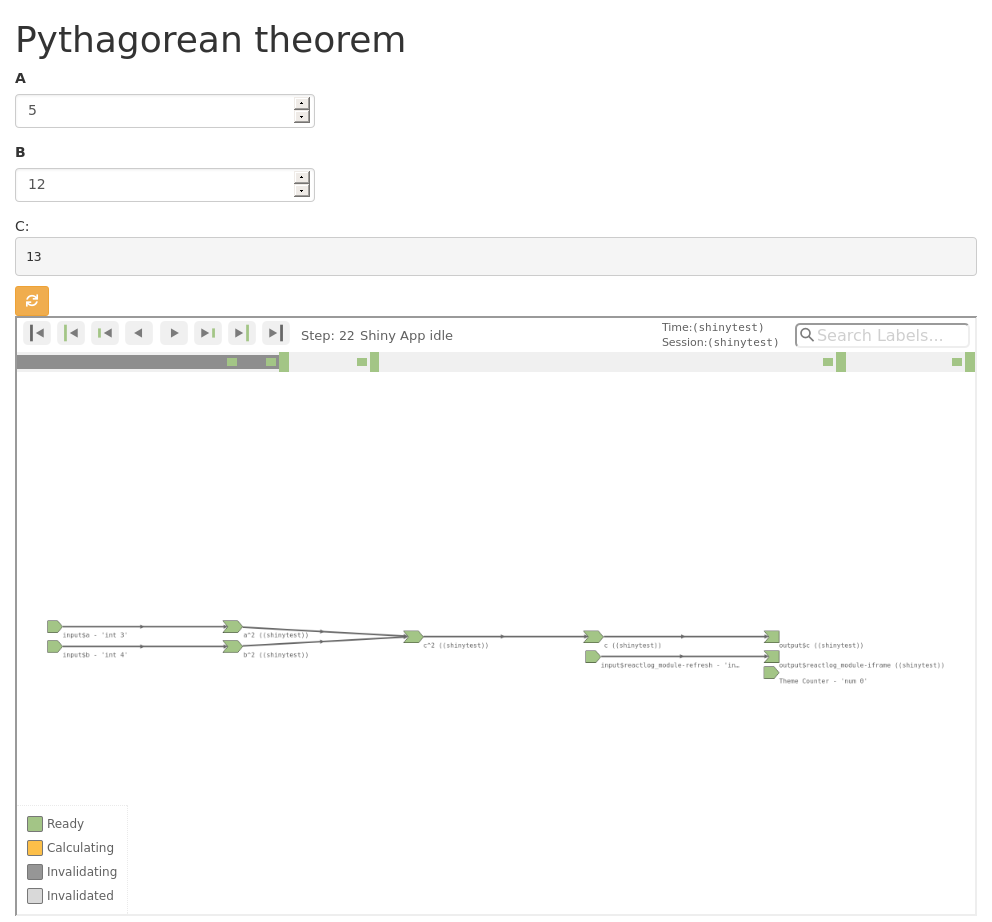 Pythagorean theorem
A
5
B
12
C:
13
Step: 22 Shiny App idle
Time:(shinytest)
Session:(shinytest)
Search Labels...
input$a - 'int 3'
a^2 ((shinytest))
input$b - 'int 4'
b^2 ((shinytest))
c^2 ((shinytest))
c ((shinytest))
output$c ((shinytest))
input$reactlog_module-refresh - 'in…
output$reactlog_module-iframe ((shinytest))
Theme Counter - 'num 0'
Ready
Calculating
Invalidating
Invalidated